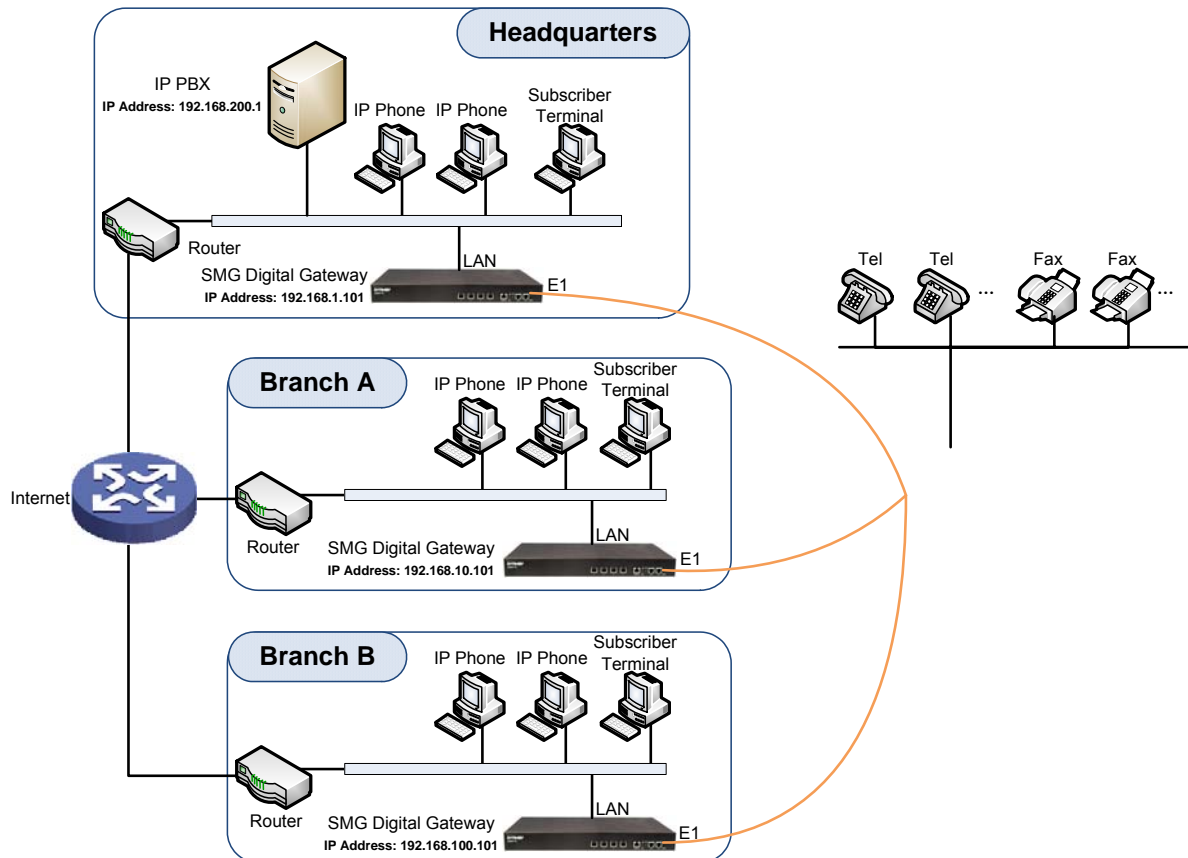 Headquarters
IP PBX
IP Address: 192.168.200.1
IP Phone
IP Phone
Subscriber
Terminal
Router
LAN
SMG Digital Gateway
IP Address: 192.168.1.101
E1
Tel
Tel
...
Fax
Fax
...
Branch A
IP Phone
IP Phone
Subscriber
Terminal
Internet
Router
LAN
SMG Digital Gateway
IP Address: 192.168.10.101
E1
Branch B
IP Phone
IP Phone
Subscriber
Terminal
Router
LAN
SMG Digital Gateway
IP Address: 192.168.100.101
E1